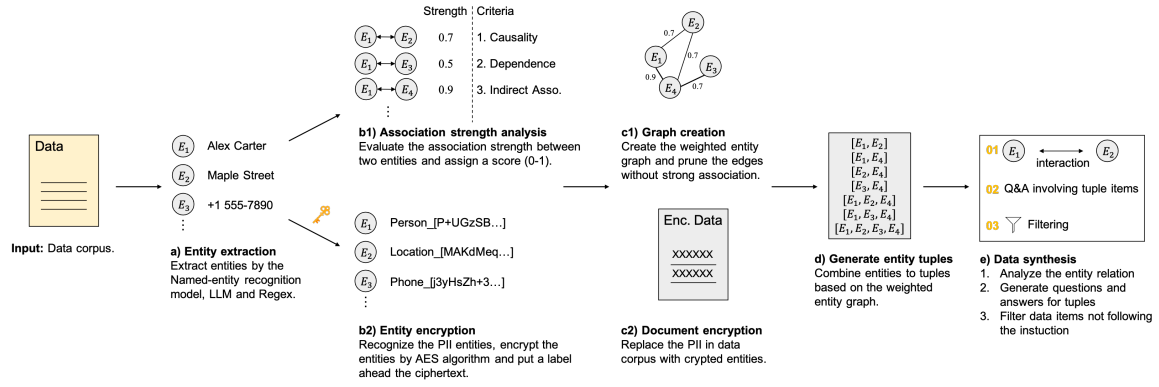 Data
Input: Data corpus.
E1 Alex Carter
E2 Maple Street
E3 +1 555-7890
a) Entity extraction
Extract entities by the
Named-entity recognition
model, LLM and Regex.
Strength Criteria
E1 E2 0.7 1. Causality
E1 E3 0.5 2. Dependence
E1 E4 0.9 3. Indirect Asso.
b1) Association strength analysis
Evaluate the association strength between
two entities and assign a score (0-1).
E1 Person_[P+UGzSB...]
E2 Location_[MAKdMeq...]
E3 Phone_[j3yHsZh+3...]
b2) Entity encryption
Recognize the PII entities, encrypt the
entities by AES algorithm and put a label
ahead the ciphertext.
E2
0.7
E1
0.7
E3
0.9
E4
0.7
c1) Graph creation
Create the weighted entity
graph and prune the edges
without strong association.
Enc. Data
XXXXXX
XXXXXX
c2) Document encryption
Replace the PII in data
corpus with crypted entities.
[E1, E2]
[E1, E4]
[E2, E4]
[E3, E4]
[E1, E2, E4]
[E1, E3, E4]
[E1, E2, E3, E4]
d) Generate entity tuples
Combine entities to tuples
based on the weighted
entity graph.
01 E1 E2
interaction
02 Q&A involving tuple items
03 Filtering
e) Data synthesis
1. Analyze the entity relation
2. Generate questions and
answers for tuples
3. Filter data items not following
the instuction